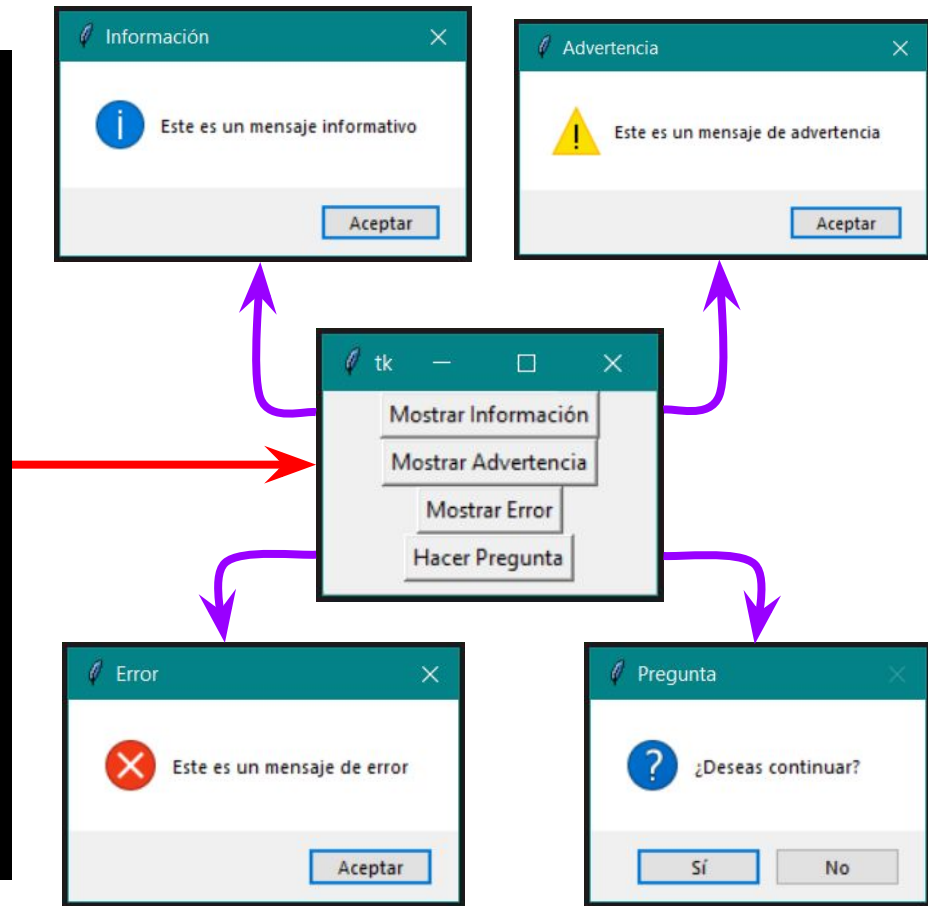 Información
Este es un mensaje informativo
Aceptar
Advertencia
Este es un mensaje de advertencia
Aceptar
tk
Mostrar Información
Mostrar Advertencia
Mostrar Error
Hacer Pregunta
Error
Este es un mensaje de error
Aceptar
Pregunta
¿Deseas continuar?
Sí
No